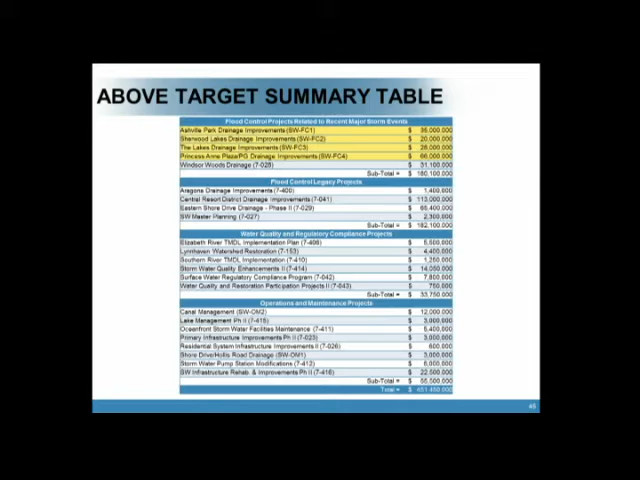 ABOVE TARGET SUMMARY TABLE
Flood Control Projects Related to Recent Major Storm Events
Ashville Park Drainage Improvements (SW-FC1) $ 35,000,000
Sherwood Lakes Drainage Improvements (SW-FC2) $ 20,000,000
The Lakes Drainage Improvements (SW-FC3) $ 28,000,000
Princess Anne Plaza/PG Drainage Improvements (SW-FC4) $ 66,000,000
Windsor Woods Drainage (7-025) $ 31,100,000
Sub-Total = $ 180,100,000
Flood Control Legacy Projects
Aragona Drainage Improvements (7-400) $ 1,400,000
Central Resort District Drainage Improvements (7-041) $ 113,000,000
Eastern Shore Drive Drainage - Phase II (7-029) $ 65,400,000
SW Master Planning (7-027) $ 2,300,000
Sub-Total = $ 182,100,000
Water Quality and Regulatory Compliance Projects
Elizabeth River TMDL Implementation Plan (7-406) $ 5,500,000
Lynnhaven Watershed Restoration (7-153) $ 4,400,000
Southern River TMDL Implementation (7-410) $ 1,250,000
Storm Water Quality Enhancements II (7-414) $ 14,050,000
Surface Water Regulatory Compliance Program (7-042) $ 7,800,000
Water Quality and Restoration Participation Projects II (7-043) $ 750,000
Sub-Total = $ 33,750,000
Operations and Maintenance Projects
Canal Management (SW-OM2) $ 12,000,000
Lake Management Ph II (7-415) $ 3,000,000
Oceanfront Storm Water Facilities Maintenance (7-411) $ 5,400,000
Primary Infrastructure Improvements Ph II (7-023) $ 3,000,000
Residential System Infrastructure Improvements II (7-026) $ 600,000
Shore Drive/Hollis Road Drainage (SW-OM1) $ 3,000,000
Storm Water Pump Station Modifications (7-412) $ 6,000,000
SW Infrastructure Rehab. & Improvements Ph II (7-416) $ 22,500,000
Sub-Total = $ 55,500,000
Total = $ 451,450,000